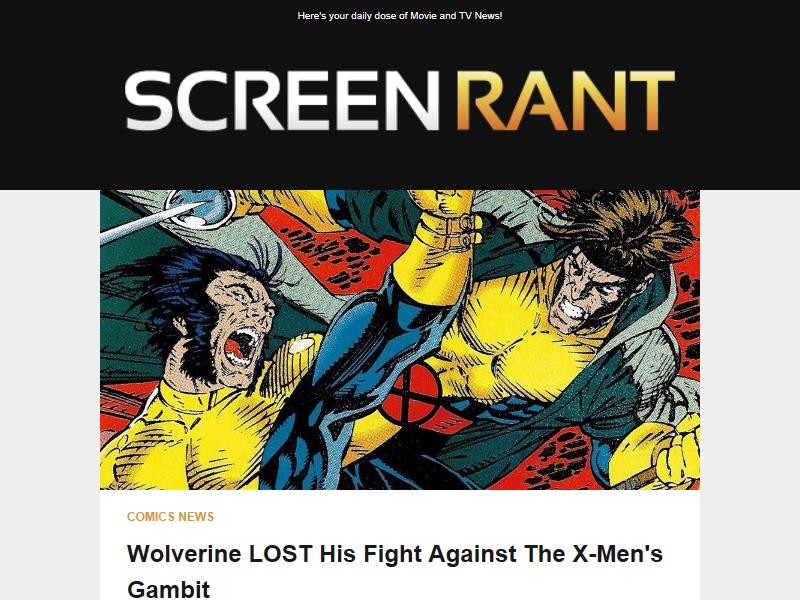 Here's your daily dose of Movie and TV News!
SCREEN RANT
COMICS NEWS
Wolverine LOST His Fight Against The X-Men's
Gambit